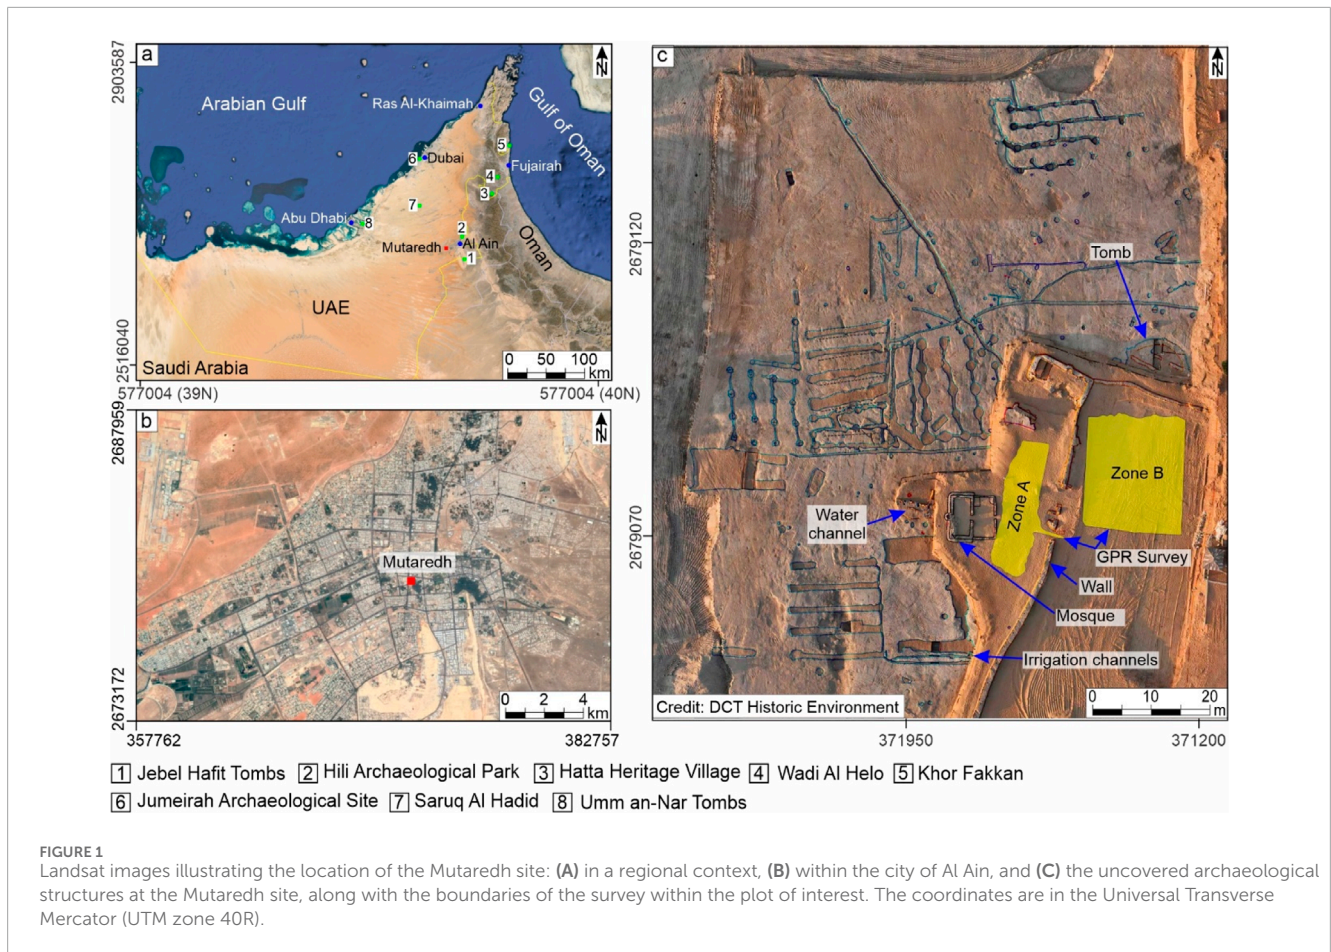 a
N
2903587
Arabian Gulf
Ras Al-Khaimah
Gulf of Oman
5
6 Dubai
Fujairah
4
3
7
Abu Dhabi 8
2
Mutaredh
Al Ain
1
Oman
UAE
Saudi Arabia
0 50 100
km
2516040
577004 (39N)
577004 (40N)
b
N
2687959
Mutaredh
0 2 4
km
2673172
357762
382757
c
N
2679120
Tomb
Zone B
Zone A
Water
channel
2679070
GPR Survey
Wall
Mosque
Irrigation channels
Credit: DCT Historic Environment
0 10 20
m
371950
371200
1 Jebel Hafit Tombs 2 Hili Archaeological Park 3 Hatta Heritage Village 4 Wadi Al Helo 5 Khor Fakkan
6 Jumeirah Archaeological Site 7 Saruq Al Hadid 8 Umm an-Nar Tombs
FIGURE 1
Landsat images illustrating the location of the Mutaredh site: (A) in a regional context, (B) within the city of Al Ain, and (C) the uncovered archaeological
structures at the Mutaredh site, along with the boundaries of the survey within the plot of interest. The coordinates are in the Universal Transverse
Mercator (UTM zone 40R).